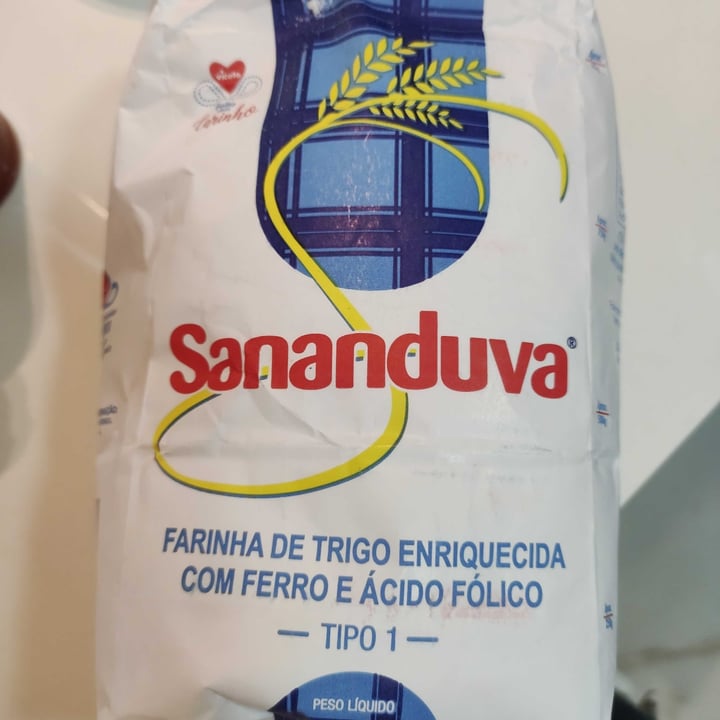 Sananduva®
FARINHA DE TRIGO ENRIQUECIDA
COM FERRO E ÁCIDO FÓLICO
— TIPO 1 —
PESO LÍQUIDO